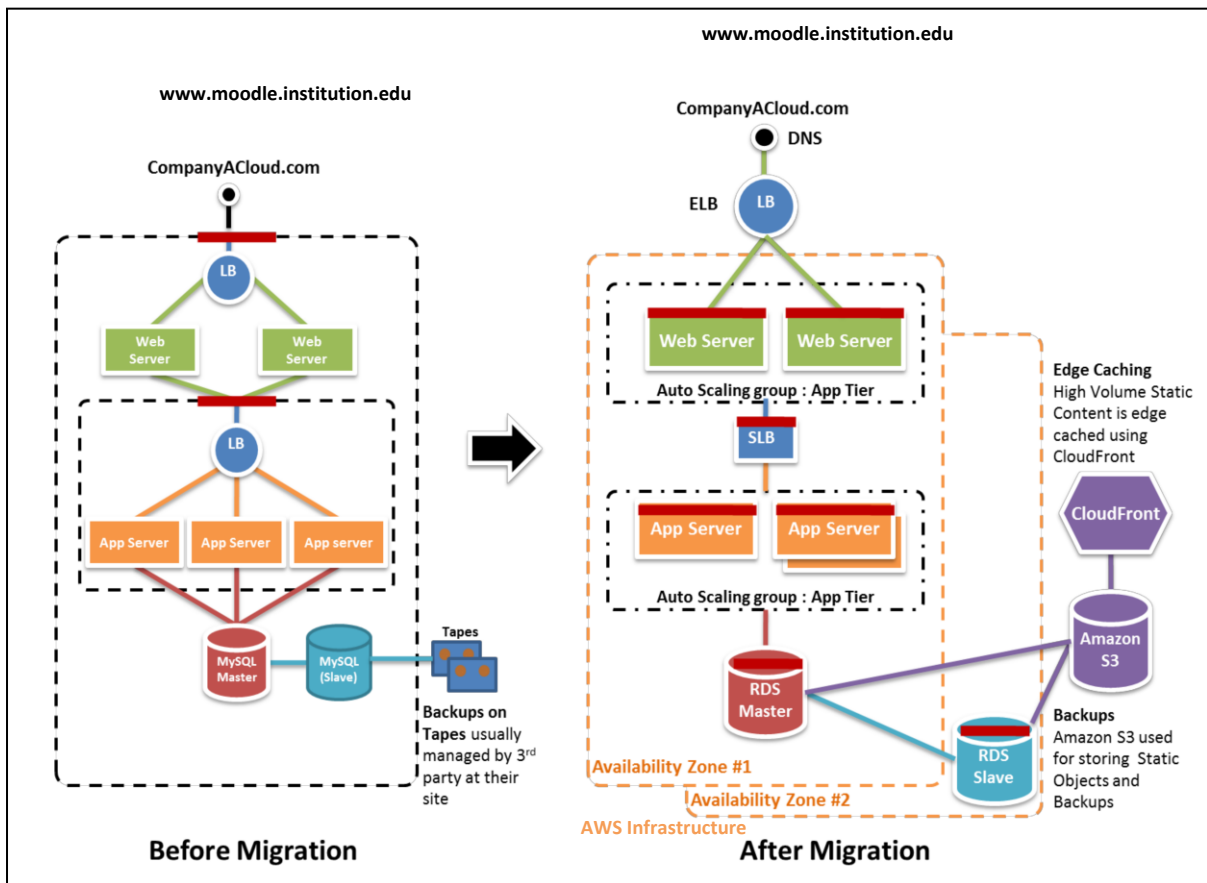 www.moodle.institution.edu
CompanyACloud.com
LB
Web
Server
Web
Server
LB
App Server
App Server
App server
MySQL
Master
MySQL
(Slave)
Tapes
Backups on
Tapes usually
managed by 3rd
party at their
site
Before Migration
www.moodle.institution.edu
CompanyACloud.com
DNS
ELB
LB
Web Server
Web Server
Auto Scaling group : App Tier
SLB
App Server
App Server
Auto Scaling group : App Tier
RDS
Master
Availability Zone #1
RDS
Slave
Availability Zone #2
AWS Infrastructure
Edge Caching
High Volume Static
Content is edge
cached using
CloudFront
CloudFront
Amazon
S3
Backups
Amazon S3 used
for storing Static
Objects and
Backups
After Migration